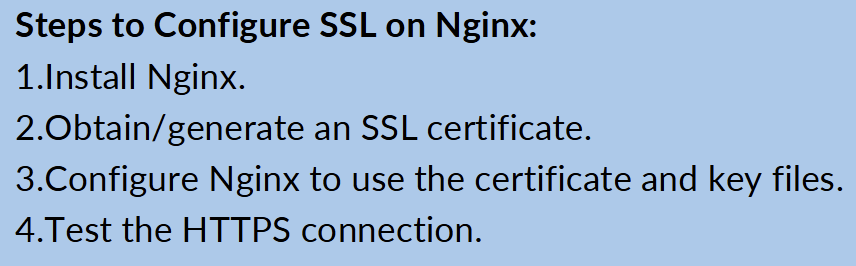 Steps to Configure SSL on Nginx:
1.Install Nginx.
2.Obtain/generate an SSL certificate.
3.Configure Nginx to use the certificate and key files.
4.Test the HTTPS connection.